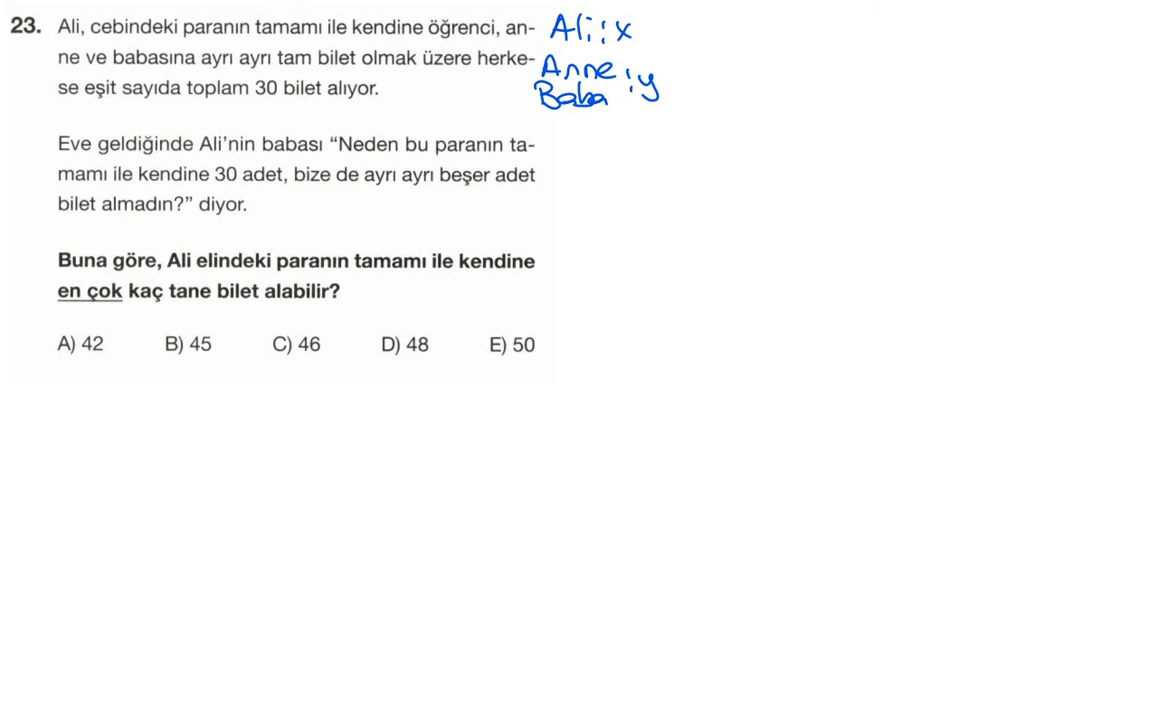 23. Ali, cebindeki paranın tamamı ile kendine öğrenci, an-
ne ve babasına ayrı ayrı tam bilet olmak üzere herke-
se eşit sayıda toplam 30 bilet alıyor.
Ali: x
Anne
Baba : y
Eve geldiğinde Ali’nin babası “Neden bu paranın ta-
mamı ile kendine 30 adet, bize de ayrı ayrı beşer adet
bilet almadın?” diyor.
Buna göre, Ali elindeki paranın tamamı ile kendine
en çok kaç tane bilet alabilir?
A) 42 B) 45 C) 46 D) 48 E) 50